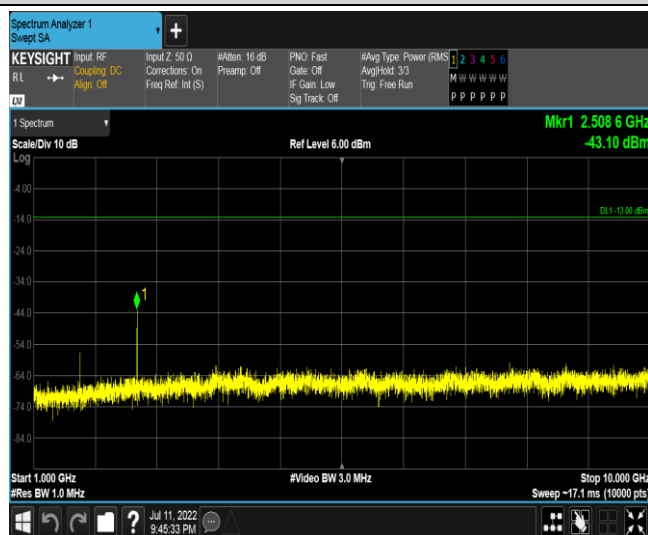 Spectrum Analyzer 1
Swept SA
KEYSIGHT
RL
LXI
Input: RF
Coupling: DC
Align: Off
Input Z: 50 Ω
Corrections: On
Freq Ref: Int (S)
#Atten: 16 dB
Preamp: Off
PNO: Fast
Gate: Off
IF Gain: Low
Sig Track: Off
#Avg Type: Power (RMS
Avg|Hold: 3/3
Trig: Free Run
1 2 3 4 5 6
M W W W W W
P P P P P P
1 Spectrum
Mkr1 2.508 6 GHz
-43.10 dBm
Scale/Div 10 dB
Ref Level 6.00 dBm
Log
-4.00
DL1 -13.00 dBm
-14.0
-24.0
-34.0
1
-44.0
-54.0
-64.0
-74.0
-84.0
Start 1.000 GHz
#Video BW 3.0 MHz
Stop 10.000 GHz
#Res BW 1.0 MHz
Sweep ~17.1 ms (10000 pts)
?
Jul 11, 2022
9:45:33 PM